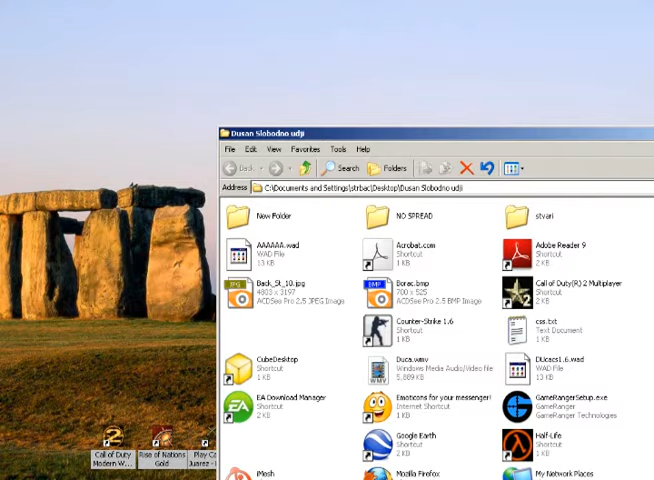 Dusan Slobodno udji
File Edit View Favorites Tools Help
Back Search Folders
Address C:\Documents and Settings\strbac\Desktop\Dusan Slobodno udji
New Folder NO SPREAD stvari
AAAAAA.wad Acrobat.com Adobe Reader 9
WAD File Shortcut Shortcut
13 KB 1 KB 2 KB
Back_St_10.jpg Borac.bmp Call of Duty(R) 2 Multiplayer
4803 x 3197 700 x 525 Shortcut
ACDSee Pro 2.5 JPEG Image ACDSee Pro 2.5 BMP Image 2 KB
Counter-Strike 1.6 css.txt
Shortcut Text Document
1 KB 1 KB
CubeDesktop Duca.wmv DUcacs1.6.wad
Shortcut Windows Media Audio/Video file WAD File
1 KB 5,889 KB 13 KB
EA Download Manager Emoticons for your messenger! GameRangerSetup.exe
Shortcut Internet Shortcut GameRanger
2 KB 1 KB GameRanger Technologies
Google Earth Half-Life
Shortcut Shortcut
2 KB 1 KB
iMesh Mozilla Firefox My Network Places
Call of Duty Rise of Nations Play Ca
Modern W... Gold Juarez -
JPG
BMP
WMV
EA
2
2